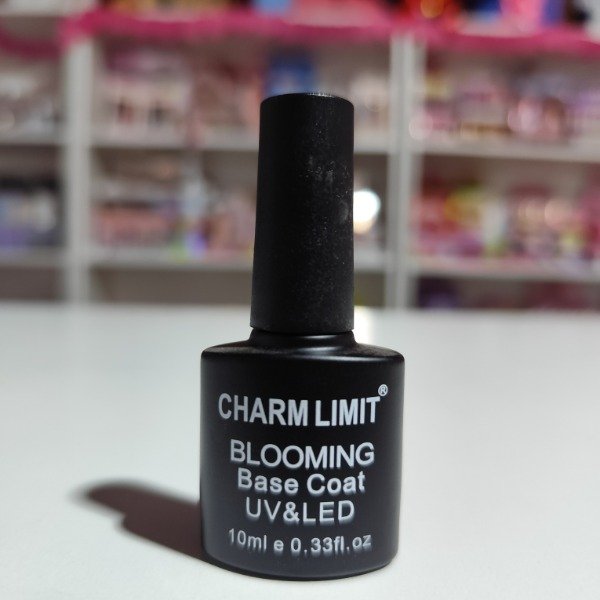 CHARM LIMIT®
BLOOMING
Base Coat
UV&LED
10ml e 0.33fl.oz